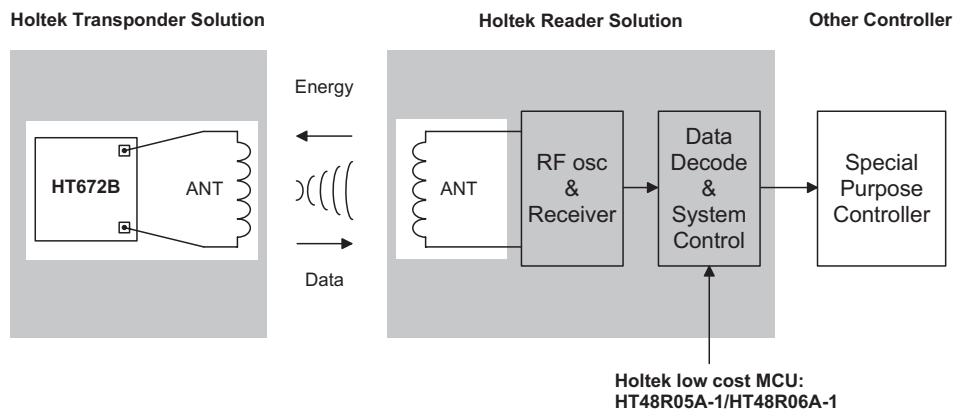 Holtek Transponder Solution
Holtek Reader Solution
Other Controller
HT672B
ANT
Energy
Data
ANT
RF osc
&
Receiver
Data
Decode
&
System
Control
Special
Purpose
Controller
Holtek low cost MCU:
HT48R05A-1/HT48R06A-1